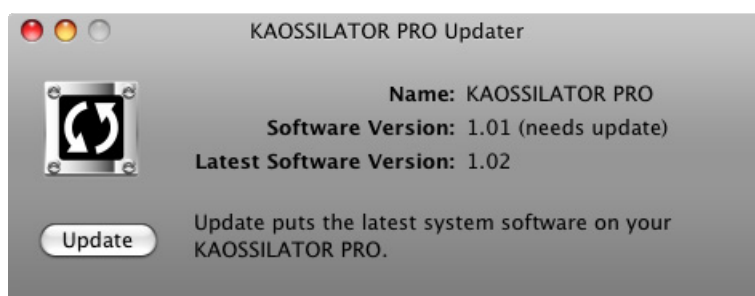 KAOSSILATOR PRO Updater
Name: KAOSSILATOR PRO
Software Version: 1.01 (needs update)
Latest Software Version: 1.02
Update
Update puts the latest system software on your
KAOSSILATOR PRO.